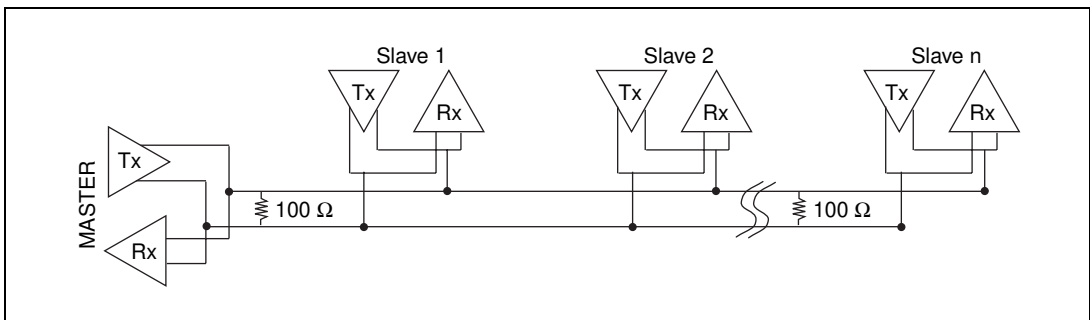 Slave 1
Slave 2
Slave n
Tx
Rx
Tx
Rx
Tx
Rx
MASTER
Tx
Rx
100 Ω
100 Ω